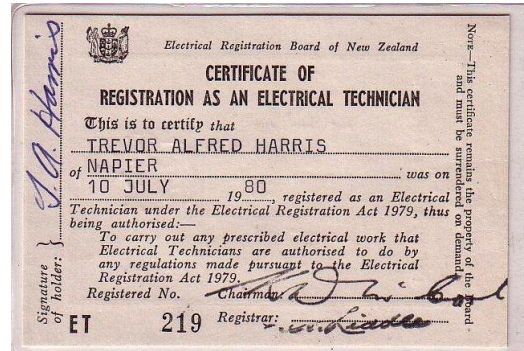 Electrical Registration Board of New Zealand
CERTIFICATE OF
REGISTRATION AS AN ELECTRICAL TECHNICIAN
This is to certify that
TREVOR ALFRED HARRIS
of NAPIER was on
10 JULY 19 80, registered as an Electrical
Technician under the Electrical Registration Act 1979, thus
being authorised:—
To carry out any prescribed electrical work that
Electrical Technicians are authorised to do by
any regulations made pursuant to the Electrical
Registration Act 1979.
Registered No. Chairman:
ET 219 Registrar:
Signature
of holder: T. A. Harris
NOTE—This certificate remains the property of the Board
and must be surrendered on demand.